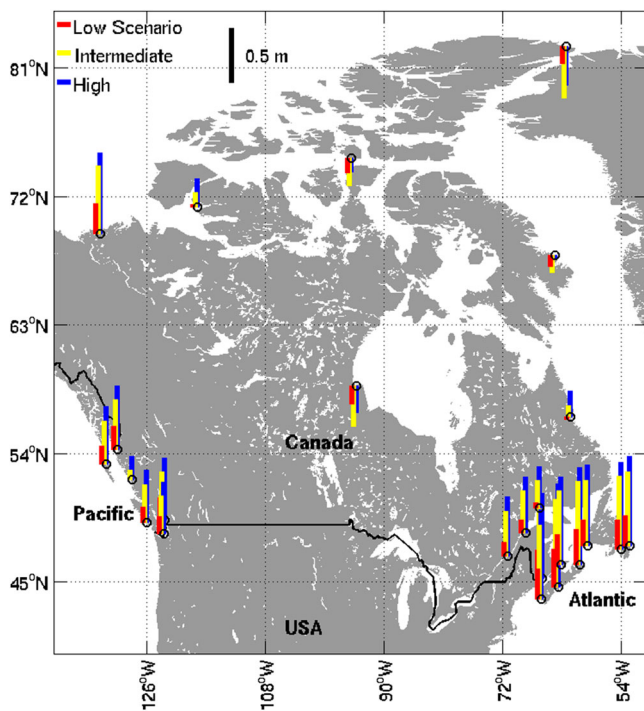 Low Scenario
Intermediate
High
0.5 m
81°N
72°N
63°N
54°N
45°N
Canada
Pacific
Atlantic
USA
126°W
108°W
90°W
72°W
54°W